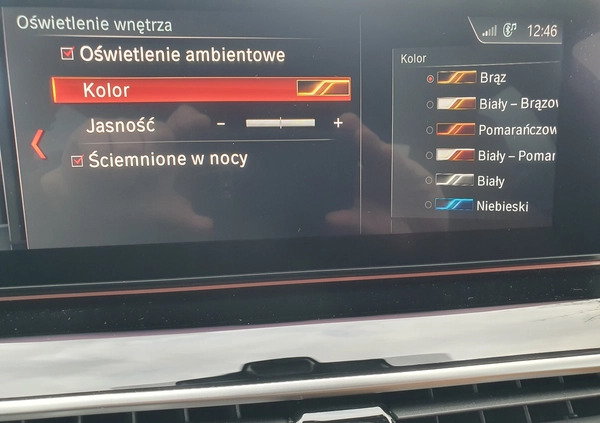 Oświetlenie wnętrza
12:46
Oświetlenie ambientowe
Kolor
Jasność - +
Ściemnione w nocy
Kolor
Brąz
Biały – Brązow
Pomarańczow
Biały – Pomar
Biały
Niebieski